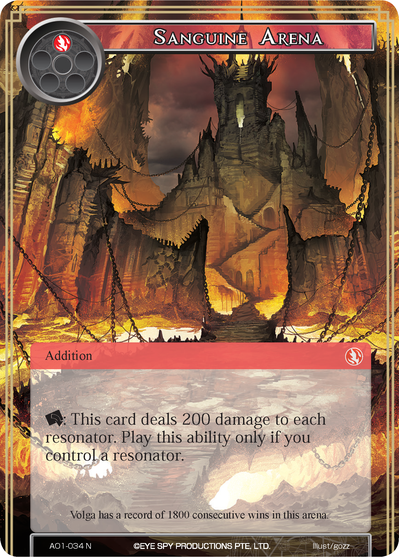 Sanguine Arena
Addition
: This card deals 200 damage to each
resonator. Play this ability only if you
control a resonator.
Volga has a record of 1800 consecutive wins in this arena.
A01-034 N ©EYE SPY PRODUCTIONS PTE, LTD. Illust/gozz